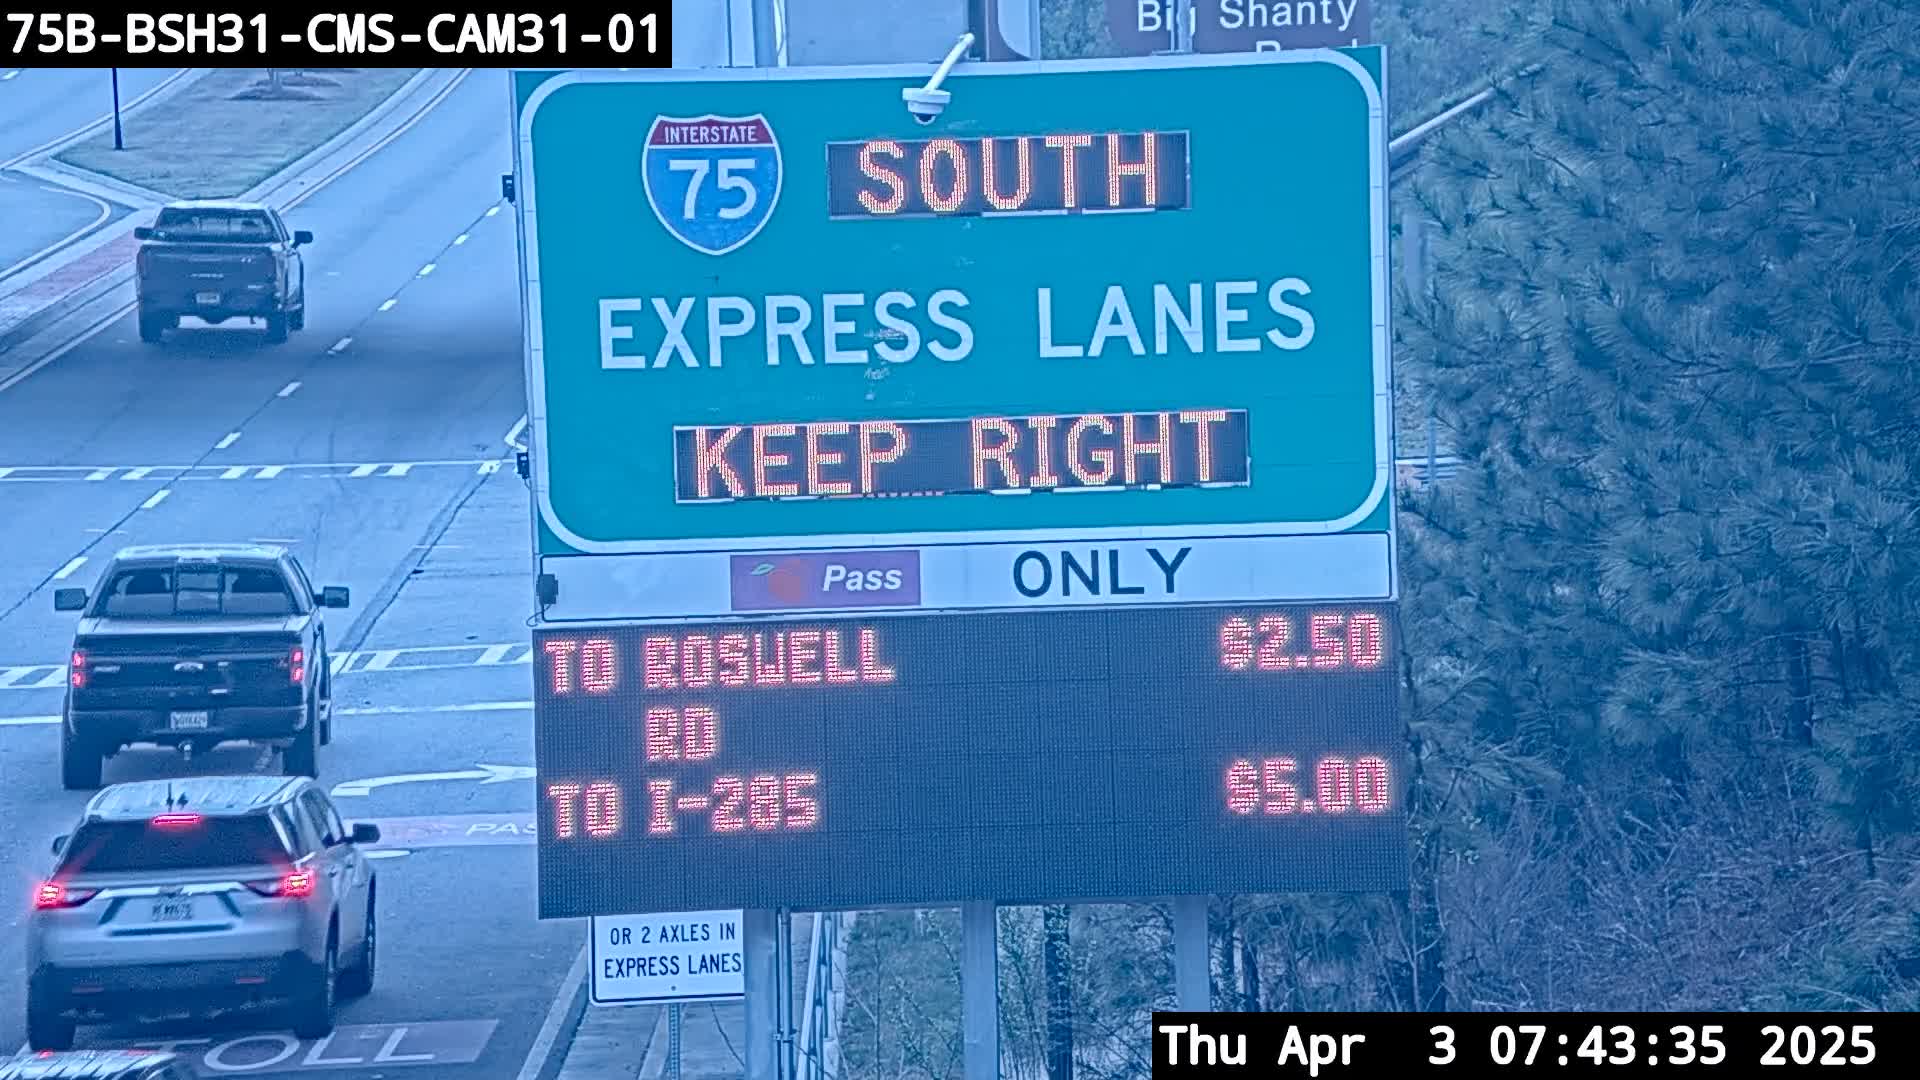 75B-BSH31-CMS-CAM31-01
Big Shanty
INTERSTATE
75
SOUTH
EXPRESS LANES
KEEP RIGHT
Pass ONLY
TO ROSWELL $2.50
RD
TO I-285 $5.00
OR 2 AXLES IN
EXPRESS LANES
TOLL
Thu Apr 3 07:43:35 2025